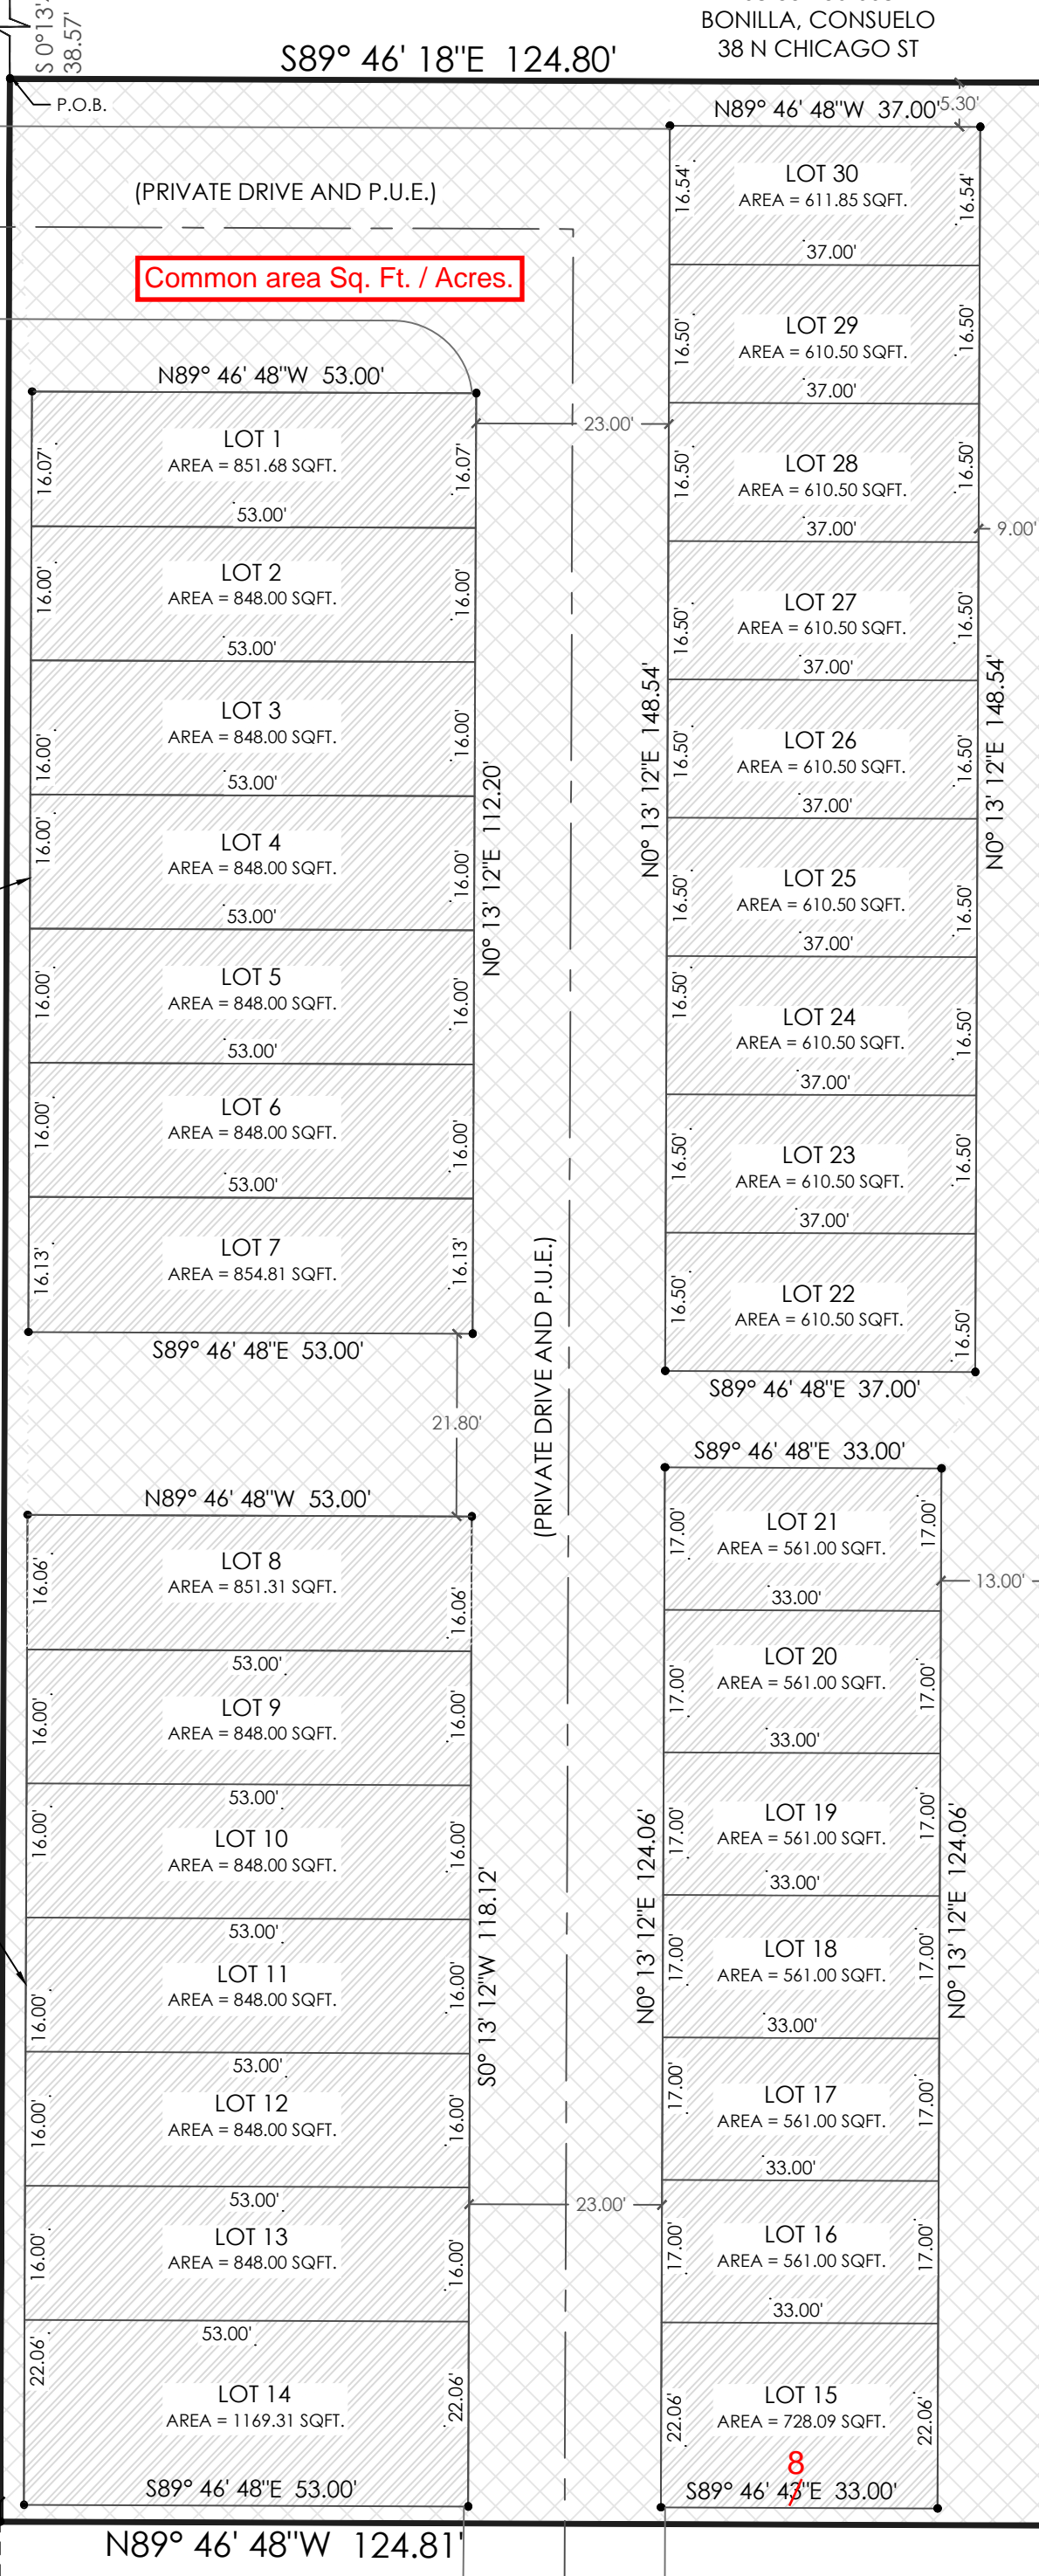 S 0°13'
38.57'
BONILLA, CONSUELO
38 N CHICAGO ST
S89° 46' 18"E 124.80'
P.O.B.
N89° 46' 48"W 37.00'
5.30'
(PRIVATE DRIVE AND P.U.E.)
Common area Sq. Ft. / Acres.
LOT 30
AREA = 611.85 SQFT.
16.54'
16.54'
37.00'
LOT 29
AREA = 610.50 SQFT.
16.50'
16.50'
37.00'
23.00'
LOT 28
AREA = 610.50 SQFT.
16.50'
16.50'
37.00'
9.00'
LOT 27
AREA = 610.50 SQFT.
16.50'
16.50'
37.00'
N0° 13' 12"E 148.54'
N0° 13' 12"E 148.54'
LOT 26
AREA = 610.50 SQFT.
16.50'
16.50'
37.00'
LOT 25
AREA = 610.50 SQFT.
16.50'
16.50'
37.00'
LOT 24
AREA = 610.50 SQFT.
16.50'
16.50'
37.00'
LOT 23
AREA = 610.50 SQFT.
16.50'
16.50'
37.00'
LOT 22
AREA = 610.50 SQFT.
16.50'
16.50'
S89° 46' 48"E 37.00'
N89° 46' 48"W 53.00'
LOT 1
AREA = 851.68 SQFT.
16.07'
16.07'
53.00'
LOT 2
AREA = 848.00 SQFT.
16.00'
16.00'
53.00'
LOT 3
AREA = 848.00 SQFT.
16.00'
16.00'
53.00'
N0° 13' 12"E 112.20'
LOT 4
AREA = 848.00 SQFT.
16.00'
16.00'
53.00'
LOT 5
AREA = 848.00 SQFT.
16.00'
16.00'
53.00'
LOT 6
AREA = 848.00 SQFT.
16.00'
16.00'
53.00'
LOT 7
AREA = 854.81 SQFT.
16.13'
16.13'
S89° 46' 48"E 53.00'
21.80'
(PRIVATE DRIVE AND P.U.E.)
N89° 46' 48"W 53.00'
LOT 8
AREA = 851.31 SQFT.
16.06'
16.06'
53.00'
LOT 9
AREA = 848.00 SQFT.
16.00'
16.00'
53.00'
LOT 10
AREA = 848.00 SQFT.
16.00'
16.00'
53.00'
S0° 13' 12"W 118.12'
LOT 11
AREA = 848.00 SQFT.
16.00'
16.00'
53.00'
LOT 12
AREA = 848.00 SQFT.
16.00'
16.00'
53.00'
LOT 13
AREA = 848.00 SQFT.
16.00'
16.00'
53.00'
23.00'
LOT 14
AREA = 1169.31 SQFT.
22.06'
22.06'
S89° 46' 48"E 53.00'
S89° 46' 48"E 33.00'
LOT 21
AREA = 561.00 SQFT.
17.00'
17.00'
33.00'
13.00'
LOT 20
AREA = 561.00 SQFT.
17.00'
17.00'
33.00'
LOT 19
AREA = 561.00 SQFT.
17.00'
17.00'
33.00'
N0° 13' 12"E 124.06'
N0° 13' 12"E 124.06'
LOT 18
AREA = 561.00 SQFT.
17.00'
17.00'
33.00'
LOT 17
AREA = 561.00 SQFT.
17.00'
17.00'
33.00'
LOT 16
AREA = 561.00 SQFT.
17.00'
17.00'
33.00'
LOT 15
AREA = 728.09 SQFT.
22.06'
22.06'
8
S89° 46' 43"E 33.00'
N89° 46' 48"W 124.81'